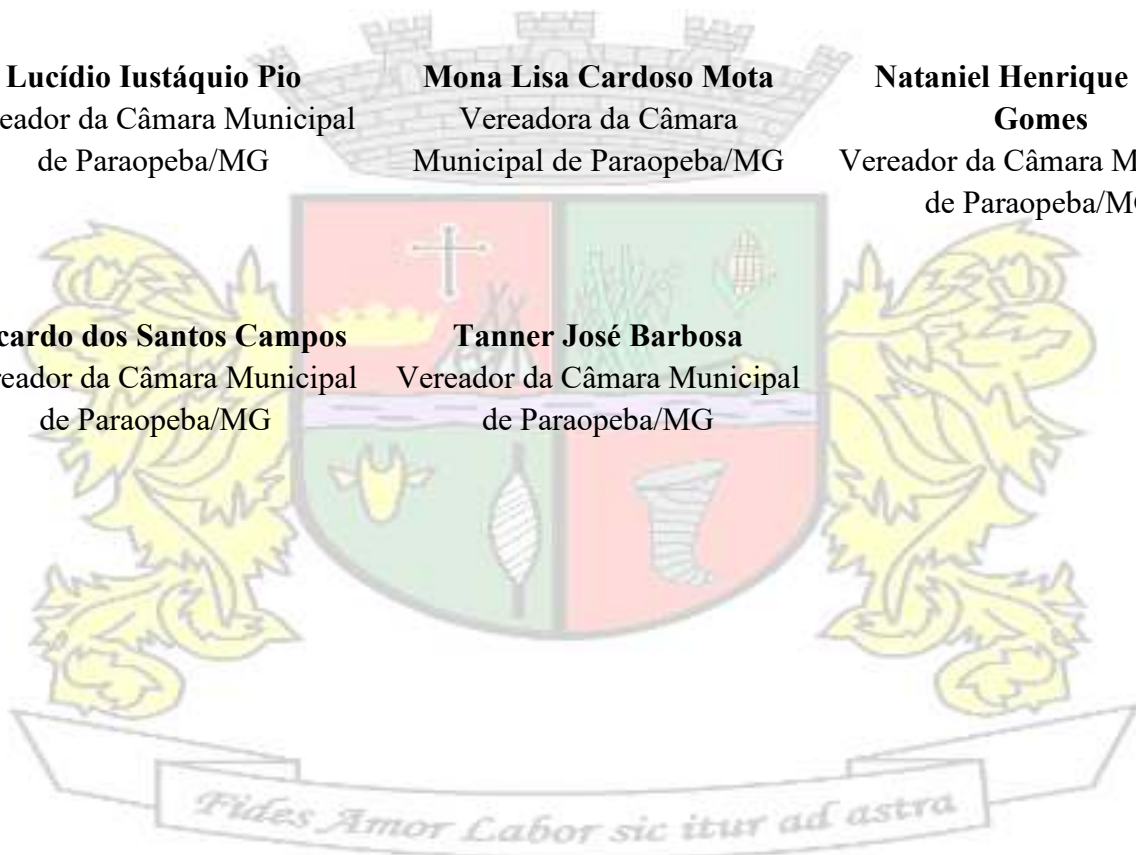 Lucídio Iustáquio Pio
eador da Câmara Municipal
de Paraopeba/MG
Mona Lisa Cardoso Mota
Vereadora da Câmara
Municipal de Paraopeba/MG
Nataniel Henrique
Gomes
Vereador da Câmara M
de Paraopeba/M
cardo dos Santos Campos
reador da Câmara Municipal
de Paraopeba/MG
Tanner José Barbosa
Vereador da Câmara Municipal
de Paraopeba/MG
Fides Amor Labor sic itur ad astra